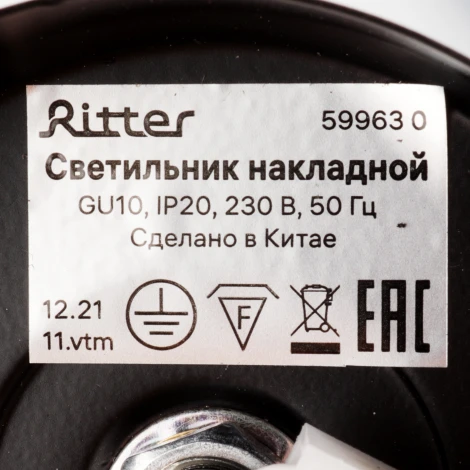 Ritter 59963 0
Светильник накладной
GU10, IP20, 230 В, 50 Гц
Сделано в Китае
12.21
11.vtm
F
EAC